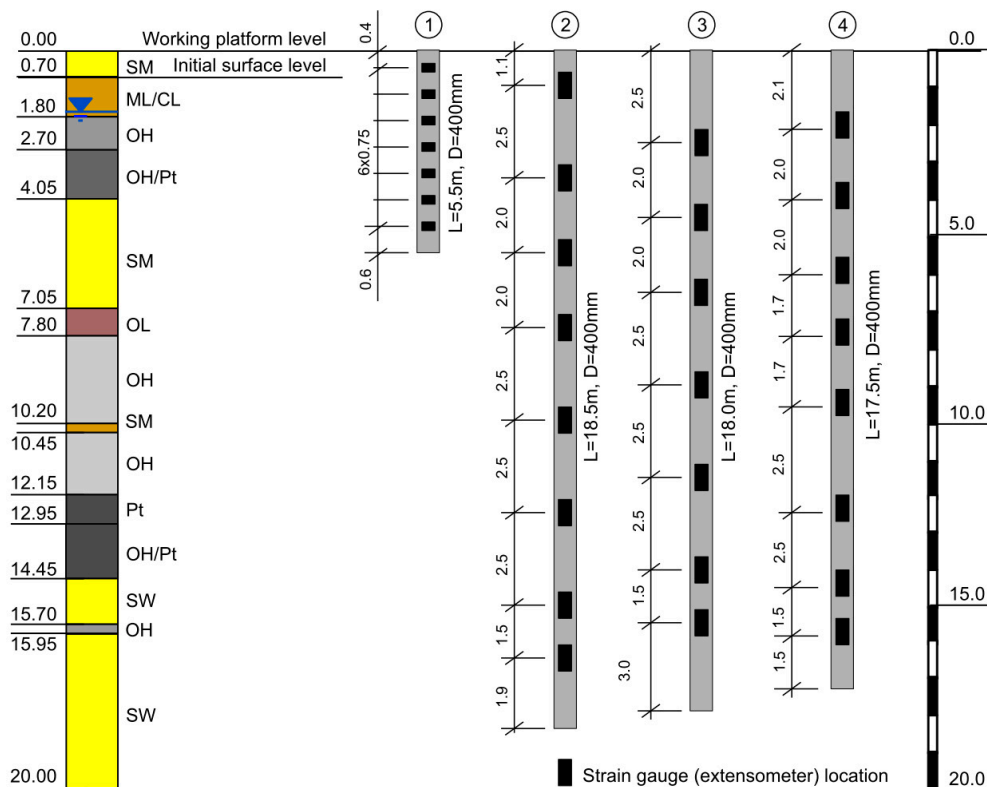 0.00 Working platform level
0.70 SM Initial surface level
ML/CL
1.80
OH
2.70
OH/Pt
4.05
SM
7.05
7.80 OL
OH
10.20
SM
10.45
OH
12.15
Pt
12.95
OH/Pt
14.45
SW
15.70
OH
15.95
SW
20.00
1
0.4
6x0.75
0.6
L=5.5m, D=400mm
2
1.1
2.5
2.0
2.0
2.5
2.5
2.5
1.5
1.9
L=18.5m, D=400mm
3
2.5
2.0
2.0
2.5
2.5
2.5
1.5
3.0
L=18.0m, D=400mm
4
2.1
2.0
2.0
1.7
1.7
2.5
2.5
1.5
1.5
L=17.5m, D=400mm
0.0
5.0
10.0
15.0
20.0
Strain gauge (extensometer) location